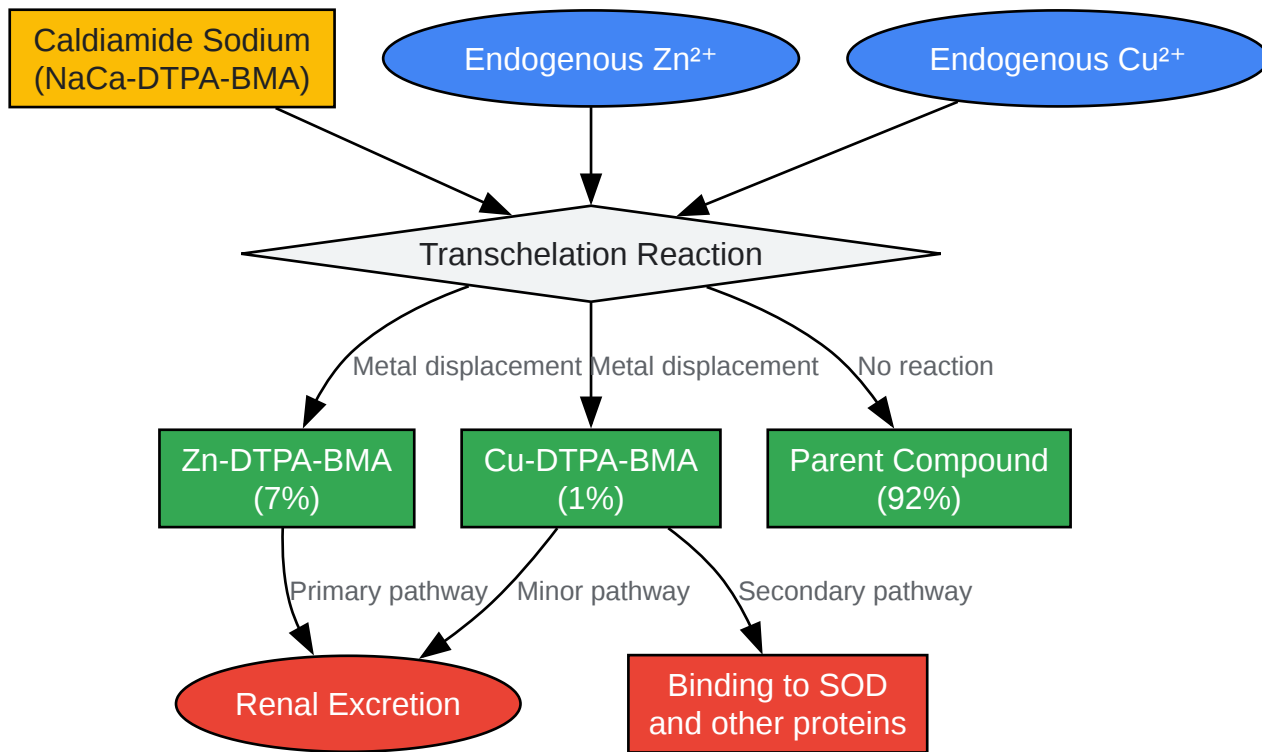 Caldiamide Sodium
(NaCa-DTPA-BMA)
Endogenous Zn²⁺
Endogenous Cu²⁺
Transchelation Reaction
Metal displacement
Metal displacement
No reaction
Zn-DTPA-BMA
(7%)
Cu-DTPA-BMA
(1%)
Parent Compound
(92%)
Primary pathway
Minor pathway
Secondary pathway
Renal Excretion
Binding to SOD
and other proteins